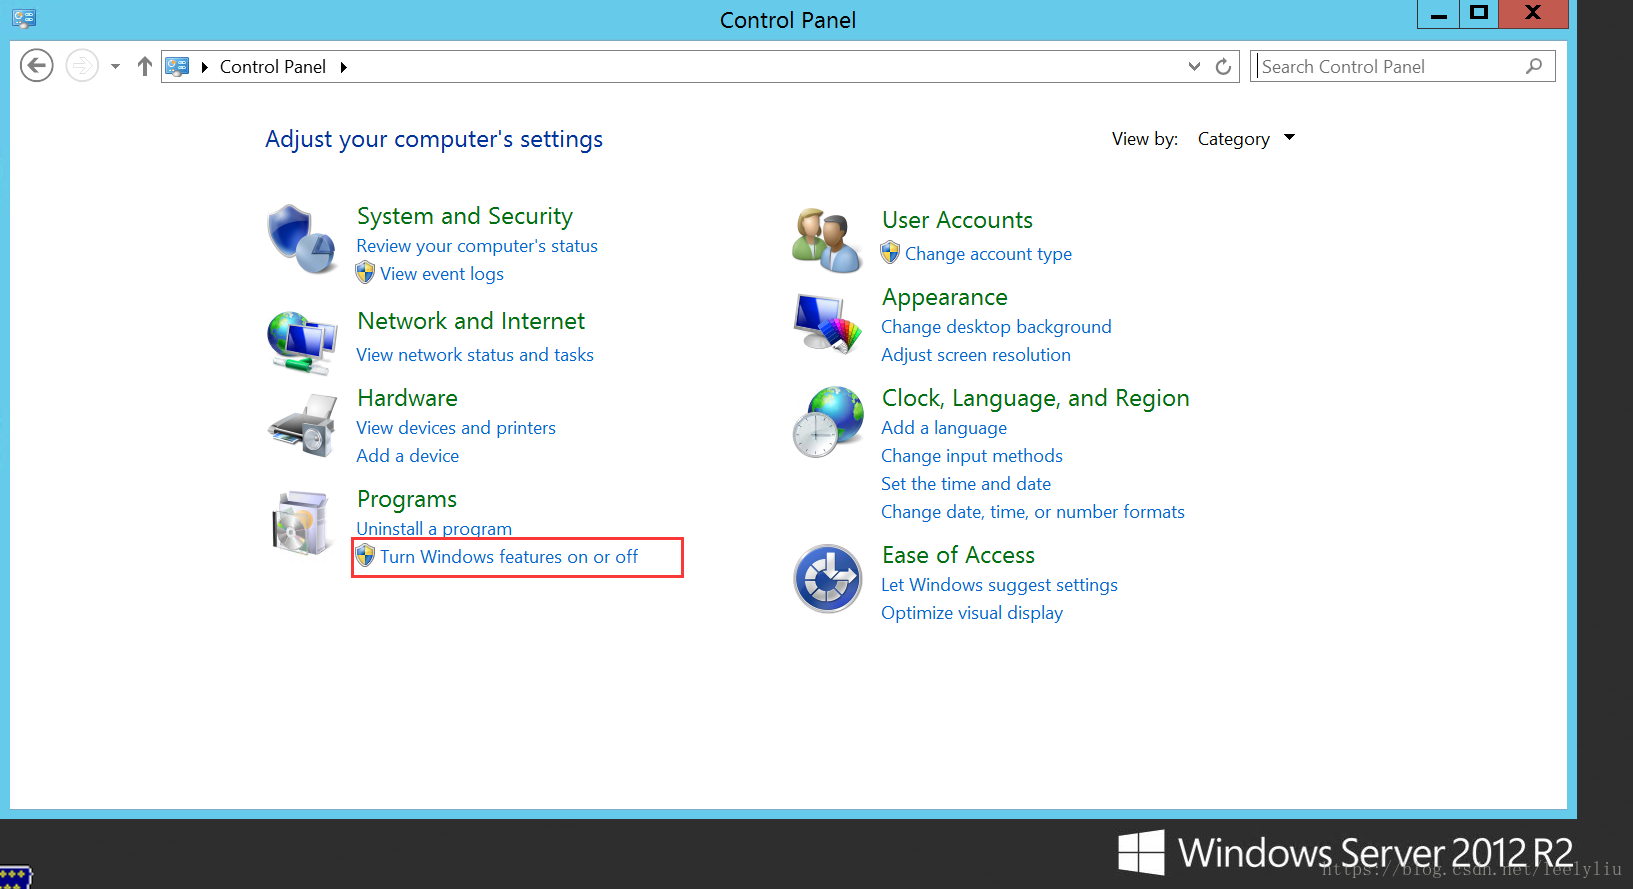 Control Panel
Control Panel
Search Control Panel
Adjust your computer's settings
View by: Category
System and Security
Review your computer's status
View event logs
Network and Internet
View network status and tasks
Hardware
View devices and printers
Add a device
Programs
Uninstall a program
Turn Windows features on or off
User Accounts
Change account type
Appearance
Change desktop background
Adjust screen resolution
Clock, Language, and Region
Add a language
Change input methods
Set the time and date
Change date, time, or number formats
Ease of Access
Let Windows suggest settings
Optimize visual display
Windows Server 2012 R2
https://blog.csdn.net/leelyliu